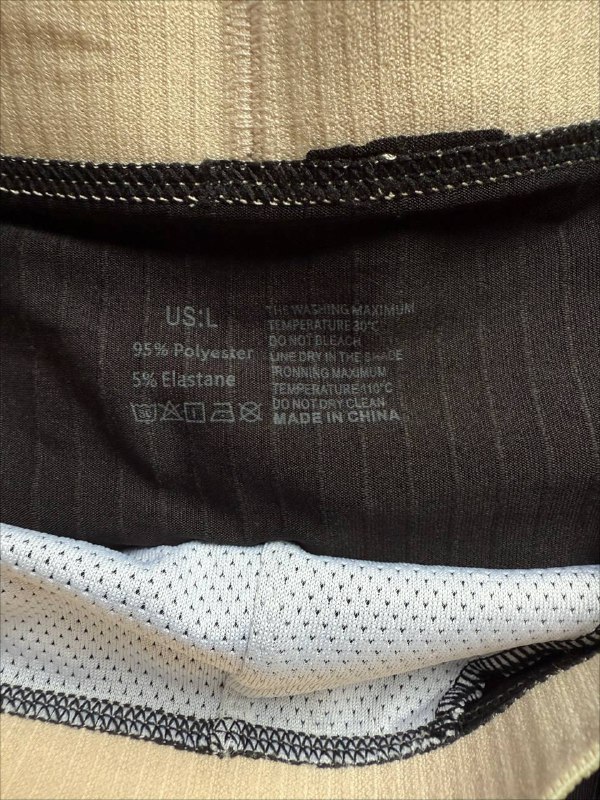 US:L
95% Polyester
5% Elastane
THE WASHING MAXIMUM
TEMPERATURE 30°C
DO NOT BLEACH
LINE DRY IN THE SHADE
IRONNING MAXIMUM
TEMPERATURE 110°C
DO NOT DRY CLEAN
MADE IN CHINA